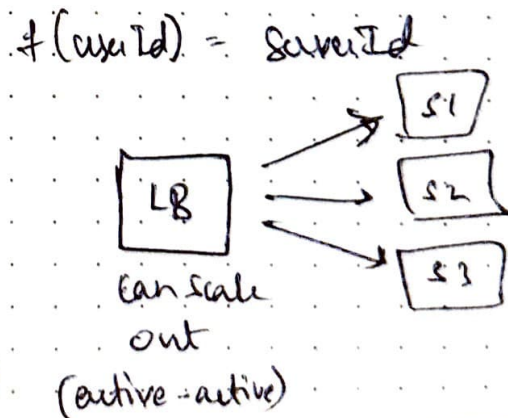 f(userId) = serverId
S1
LB
S2
S3
can scale
out
(active-active)